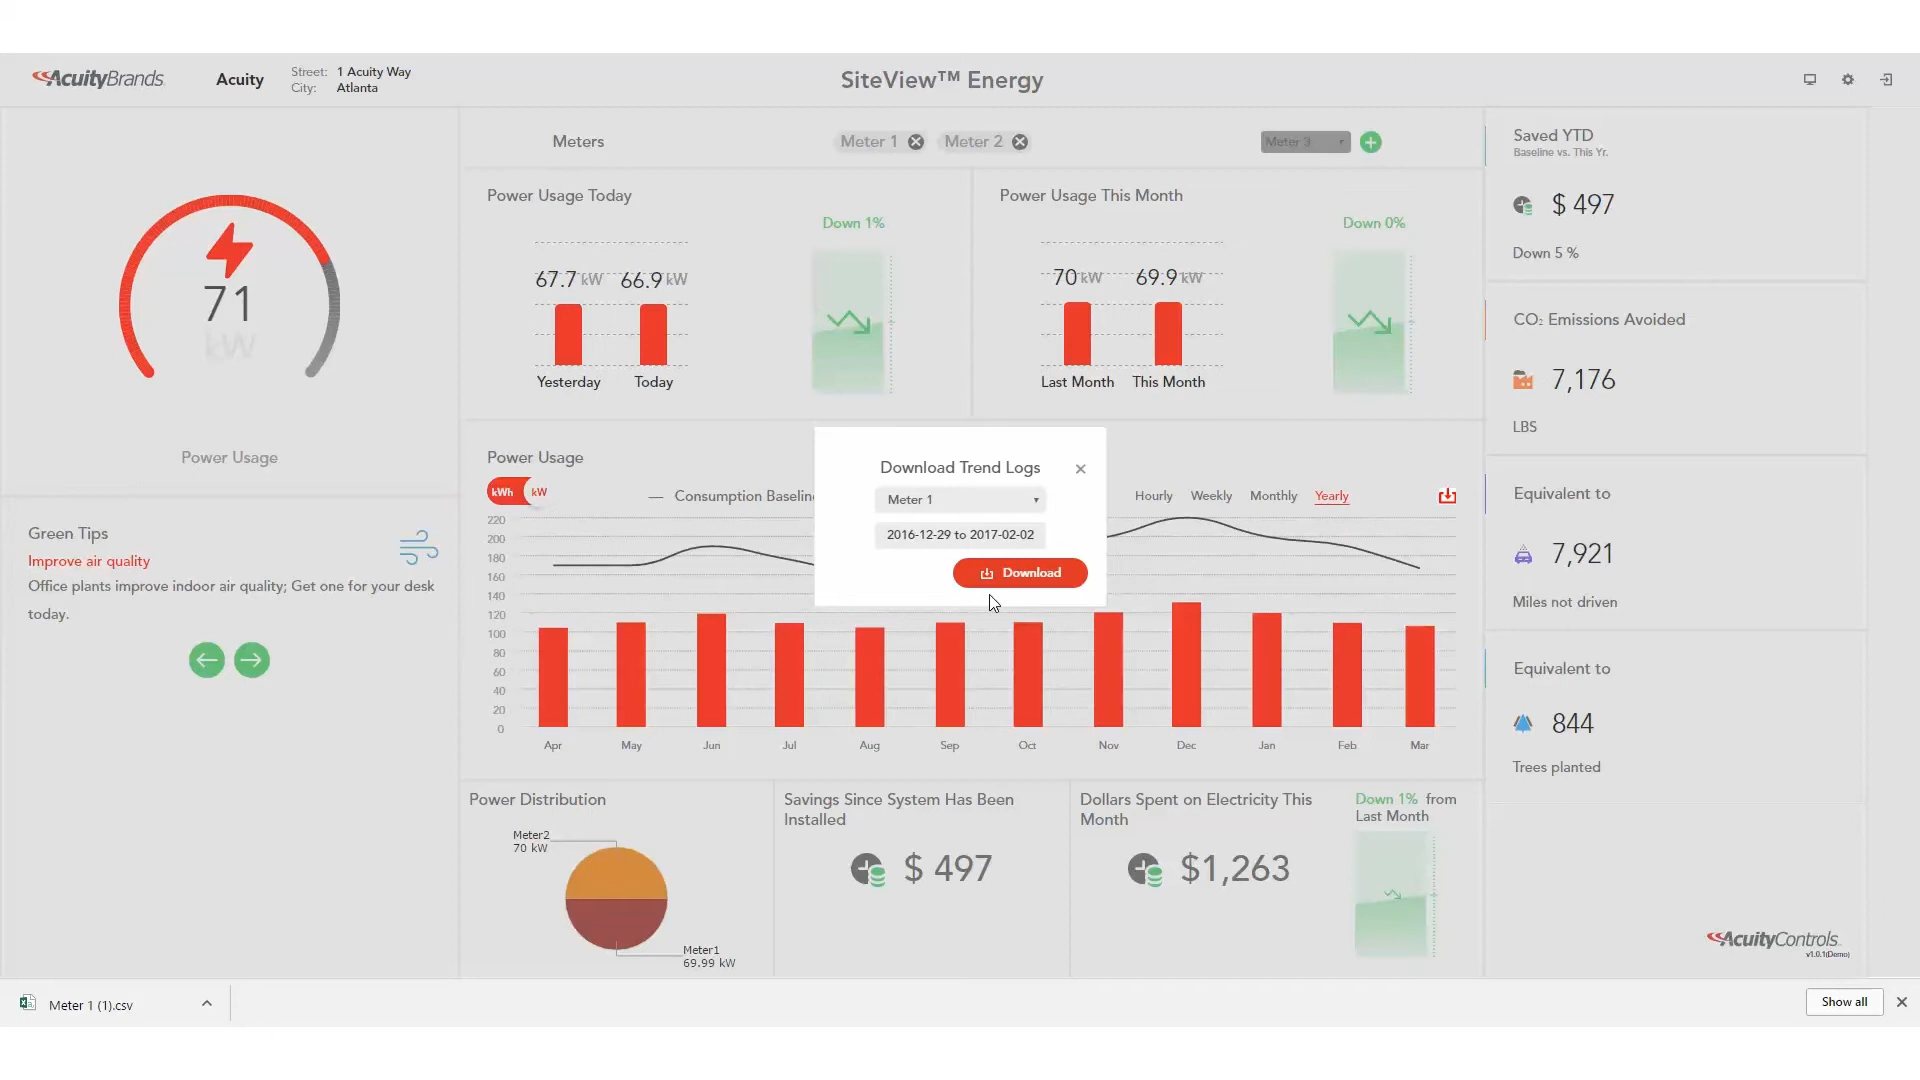 AcuityBrands
Acuity
Street: 1 Acuity Way
City: Atlanta
SiteView™ Energy
71
kW
Power Usage
Green Tips
Improve air quality
Office plants improve indoor air quality; Get one for your desk
today.
Meters
Meter 1
Meter 2
Meter 3
Power Usage Today
Down 1%
67.7 kW 66.9 kW
Yesterday Today
Power Usage This Month
Down 0%
70 kW 69.9 kW
Last Month This Month
Power Usage
kWh kW
Consumption Baseline
Hourly Weekly Monthly Yearly
220
200
180
160
140
120
100
80
60
40
20
0
Apr May Jun Jul Aug Sep Oct Nov Dec Jan Feb Mar
Download Trend Logs
Meter 1
2016-12-29 to 2017-02-02
Download
Power Distribution
Meter2
70 kW
Meter1
69.99 kW
Savings Since System Has Been
Installed
$ 497
Dollars Spent on Electricity This
Month
$1,263
Down 1% from
Last Month
Saved YTD
Baseline vs. This Yr.
$ 497
Down 5 %
CO₂ Emissions Avoided
7,176
LBS
Equivalent to
7,921
Miles not driven
Equivalent to
844
Trees planted
AcuityControls
v1.0.1(Demo)
Meter 1 (1).csv
Show all